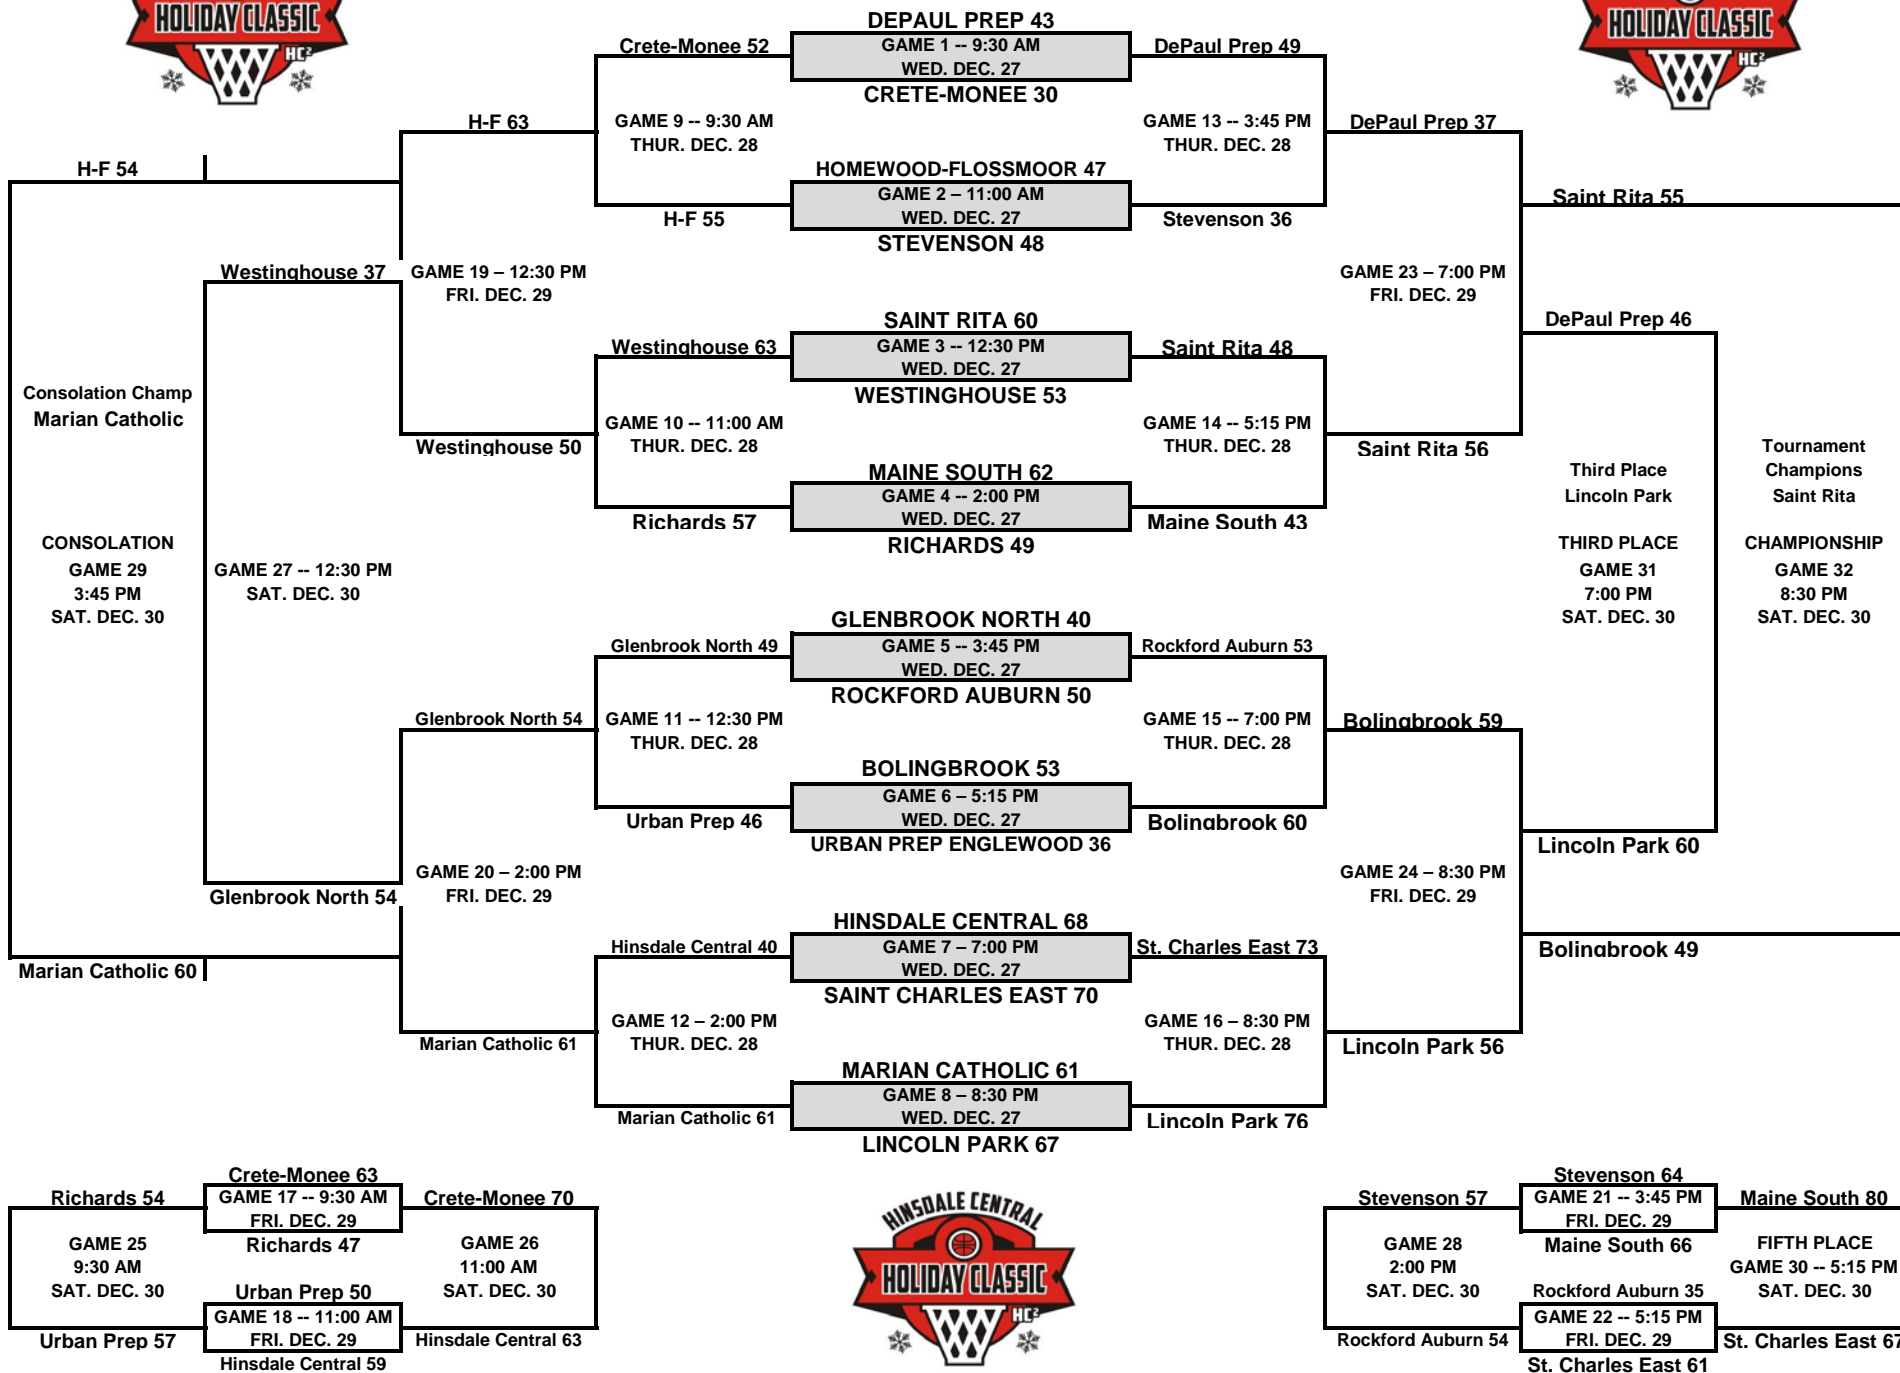 HOLIDAY CLASSIC
HC²
HOLIDAY CLASSIC
HC²
DEPAUL PREP 43
Crete-Monee 52
GAME 1 -- 9:30 AM
WED. DEC. 27
DePaul Prep 49
CRETE-MONEE 30
H-F 63
GAME 9 -- 9:30 AM
THUR. DEC. 28
GAME 13 -- 3:45 PM
THUR. DEC. 28
DePaul Prep 37
H-F 54
HOMEWOOD-FLOSSMOOR 47
GAME 2 – 11:00 AM
WED. DEC. 27
Saint Rita 55
H-F 55
Stevenson 36
STEVENSON 48
Westinghouse 37
GAME 19 – 12:30 PM
FRI. DEC. 29
GAME 23 – 7:00 PM
FRI. DEC. 29
SAINT RITA 60
DePaul Prep 46
Westinghouse 63
GAME 3 -- 12:30 PM
WED. DEC. 27
Saint Rita 48
WESTINGHOUSE 53
Consolation Champ
Marian Catholic
GAME 10 -- 11:00 AM
THUR. DEC. 28
GAME 14 -- 5:15 PM
THUR. DEC. 28
Westinghouse 50
Saint Rita 56
Tournament
Champions
Saint Rita
Third Place
Lincoln Park
MAINE SOUTH 62
GAME 4 -- 2:00 PM
WED. DEC. 27
Richards 57
Maine South 43
RICHARDS 49
CONSOLATION
GAME 29
3:45 PM
SAT. DEC. 30
GAME 27 -- 12:30 PM
SAT. DEC. 30
THIRD PLACE
GAME 31
7:00 PM
SAT. DEC. 30
CHAMPIONSHIP
GAME 32
8:30 PM
SAT. DEC. 30
GLENBROOK NORTH 40
Glenbrook North 49
GAME 5 -- 3:45 PM
WED. DEC. 27
Rockford Auburn 53
ROCKFORD AUBURN 50
Glenbrook North 54
GAME 11 -- 12:30 PM
THUR. DEC. 28
GAME 15 -- 7:00 PM
THUR. DEC. 28
Bolingbrook 59
BOLINGBROOK 53
GAME 6 – 5:15 PM
WED. DEC. 27
Urban Prep 46
Bolingbrook 60
URBAN PREP ENGLEWOOD 36
Lincoln Park 60
GAME 20 – 2:00 PM
FRI. DEC. 29
GAME 24 – 8:30 PM
FRI. DEC. 29
Glenbrook North 54
HINSDALE CENTRAL 68
Hinsdale Central 40
GAME 7 – 7:00 PM
WED. DEC. 27
St. Charles East 73
Bolingbrook 49
Marian Catholic 60
SAINT CHARLES EAST 70
GAME 12 – 2:00 PM
THUR. DEC. 28
GAME 16 – 8:30 PM
THUR. DEC. 28
Marian Catholic 61
Lincoln Park 56
MARIAN CATHOLIC 61
GAME 8 – 8:30 PM
WED. DEC. 27
Marian Catholic 61
Lincoln Park 76
LINCOLN PARK 67
Crete-Monee 63
Richards 54
GAME 17 -- 9:30 AM
FRI. DEC. 29
Crete-Monee 70
Richards 47
GAME 25
9:30 AM
SAT. DEC. 30
GAME 26
11:00 AM
SAT. DEC. 30
Urban Prep 50
GAME 18 -- 11:00 AM
FRI. DEC. 29
Urban Prep 57
Hinsdale Central 63
Hinsdale Central 59
HINSDALE CENTRAL
HOLIDAY CLASSIC
HC²
Stevenson 64
Stevenson 57
GAME 21 -- 3:45 PM
FRI. DEC. 29
Maine South 80
Maine South 66
GAME 28
2:00 PM
SAT. DEC. 30
FIFTH PLACE
GAME 30 -- 5:15 PM
SAT. DEC. 30
Rockford Auburn 35
GAME 22 -- 5:15 PM
FRI. DEC. 29
Rockford Auburn 54
St. Charles East 67
St. Charles East 61